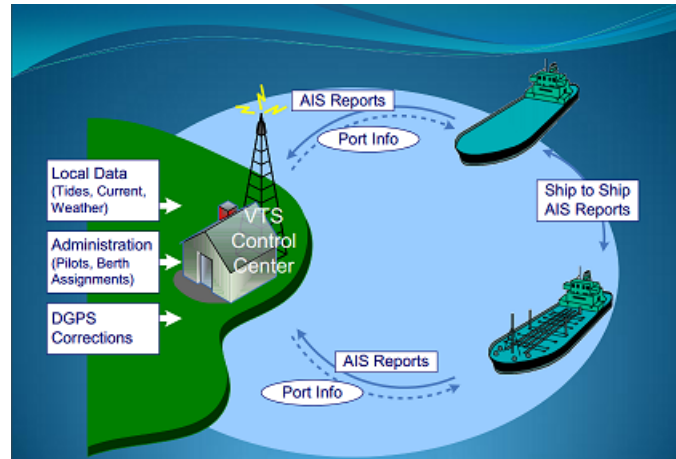 AIS Reports
Port Info
Local Data
(Tides, Current,
Weather)
Ship to Ship
AIS Reports
VTS
Control
Center
Administration
(Pilots, Berth
Assignments)
DGPS
Corrections
AIS Reports
Port Info